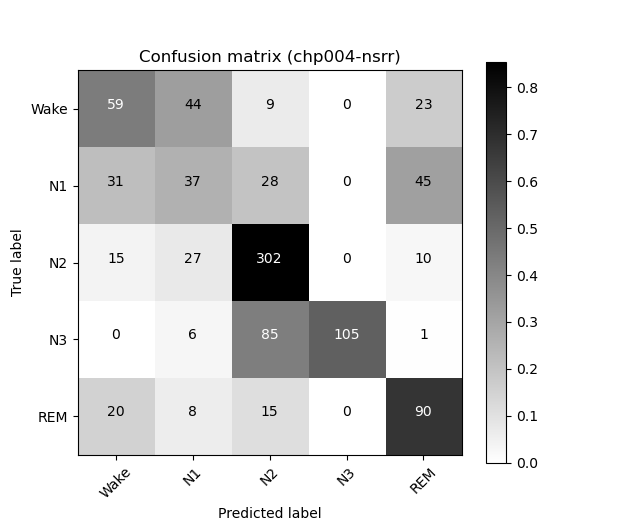 Confusion matrix (chp004-nsrr)
Wake 59 44 9 0 23
N1 31 37 28 0 45
N2 15 27 302 0 10
N3 0 6 85 105 1
REM 20 8 15 0 90
Wake N1 N2 N3 REM
True label
Predicted label
0.8
0.7
0.6
0.5
0.4
0.3
0.2
0.1
0.0